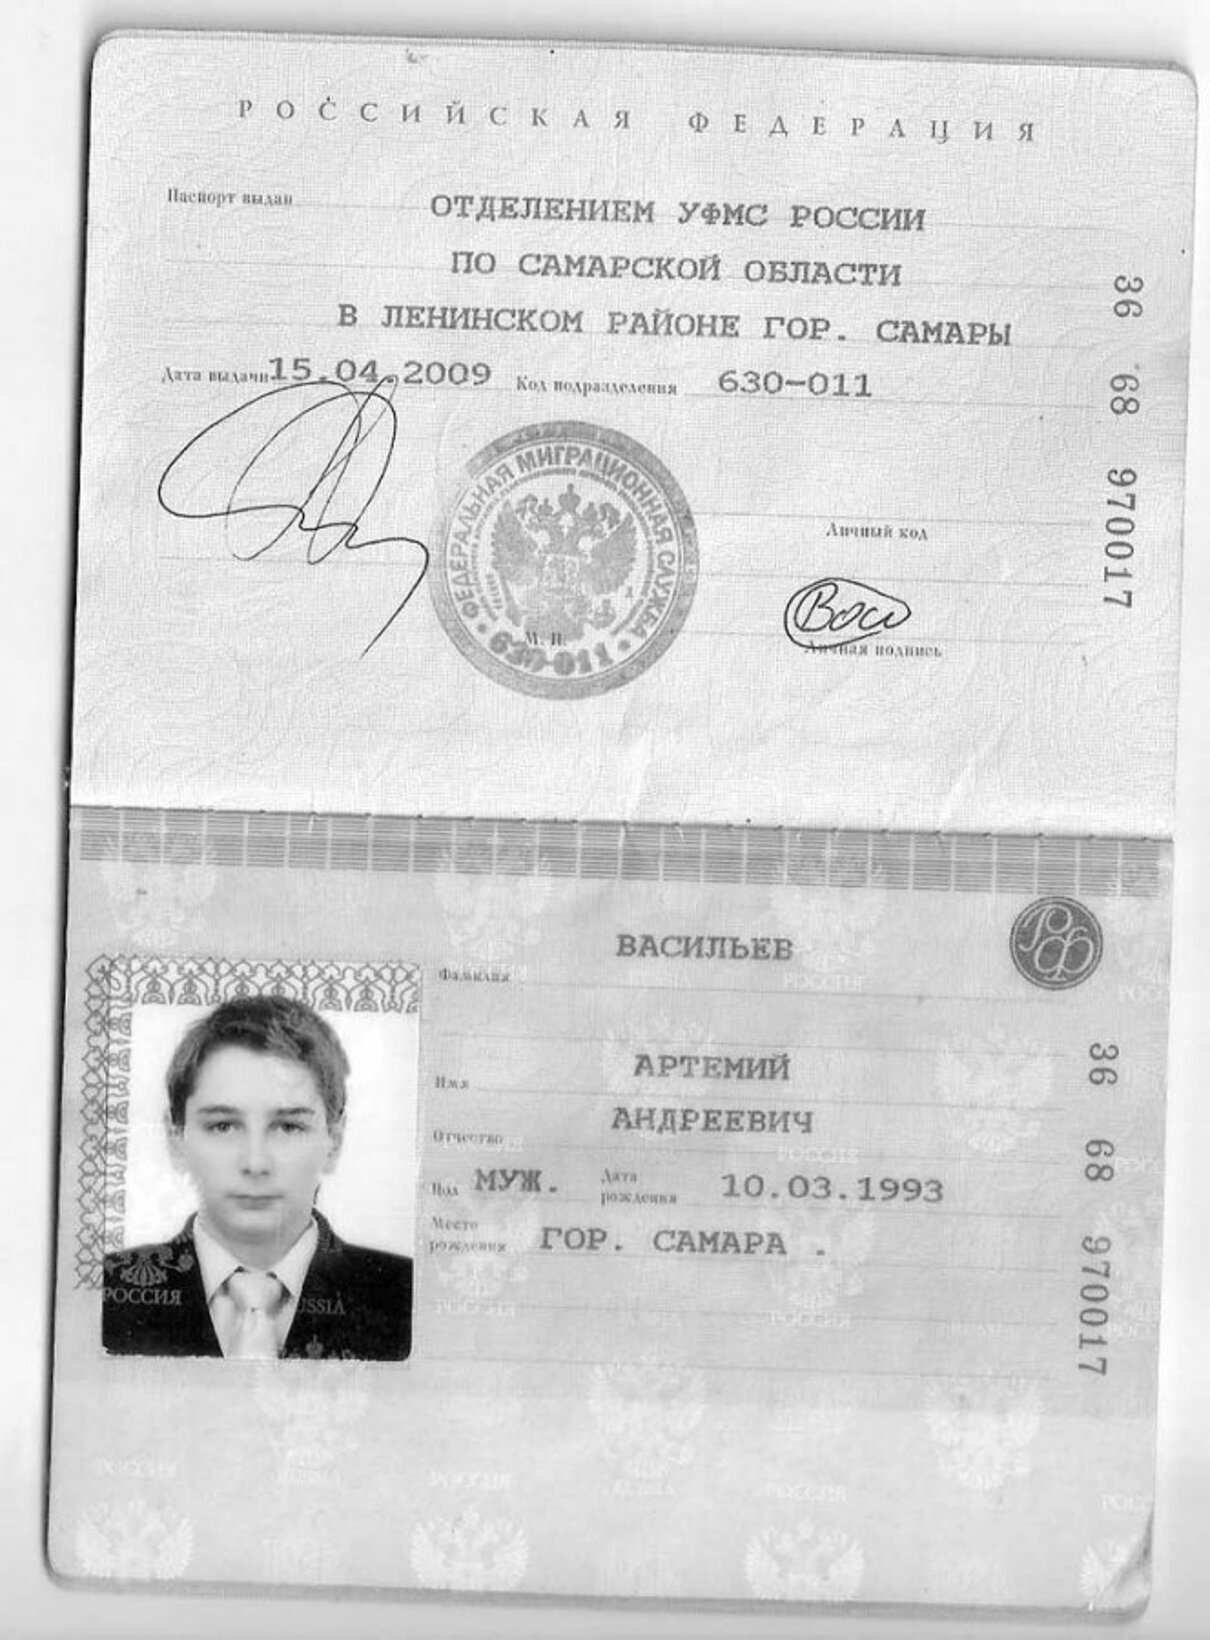 РОССИЙСКАЯ ФЕДЕРАЦИЯ
Паспорт выдан ОТДЕЛЕНИЕМ УФМС РОССИИ
ПО САМАРСКОЙ ОБЛАСТИ
В ЛЕНИНСКОМ РАЙОНЕ ГОР. САМАРЫ
Дата выдачи 15.04.2009 Код подразделения 630-011
36 68 970017
ФЕДЕРАЛЬНАЯ МИГРАЦИОННАЯ СЛУЖБА
630-011
М. П.
Личный код
Вас
Личная подпись
РФ
ВАСИЛЬЕВ
Фамилия
АРТЕМИЙ
Имя
АНДРЕЕВИЧ
Отчество
Пол МУЖ. Дата рождения 10.03.1993
Место рождения ГОР. САМАРА .
36 68 970017
РОССИЯ